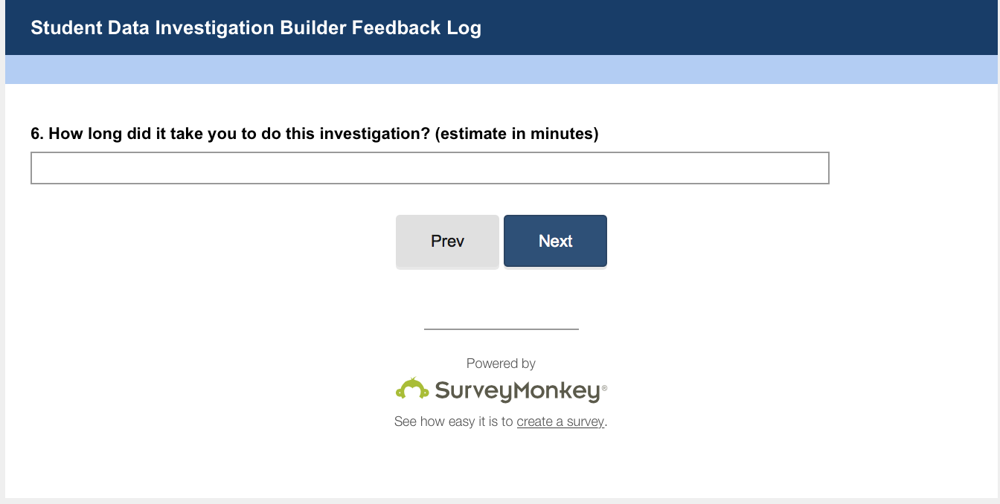 Student Data Investigation Builder Feedback Log
6. How long did it take you to do this investigation? (estimate in minutes)
Prev
Next
Powered by
SurveyMonkey®
See how easy it is to create a survey.